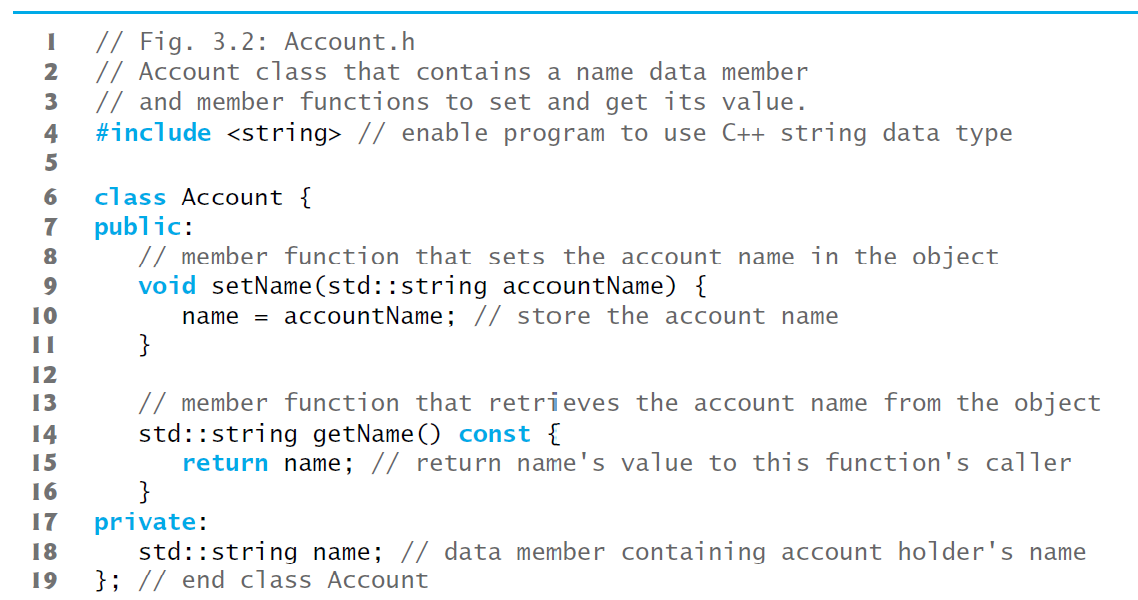 1 // Fig. 3.2: Account.h
2 // Account class that contains a name data member
3 // and member functions to set and get its value.
4 #include <string> // enable program to use C++ string data type
5
6 class Account {
7 public:
8    // member function that sets the account name in the object
9    void setName(std::string accountName) {
10       name = accountName; // store the account name
11    }
12
13    // member function that retrieves the account name from the object
14    std::string getName() const {
15       return name; // return name's value to this function's caller
16    }
17 private:
18    std::string name; // data member containing account holder's name
19 }; // end class Account